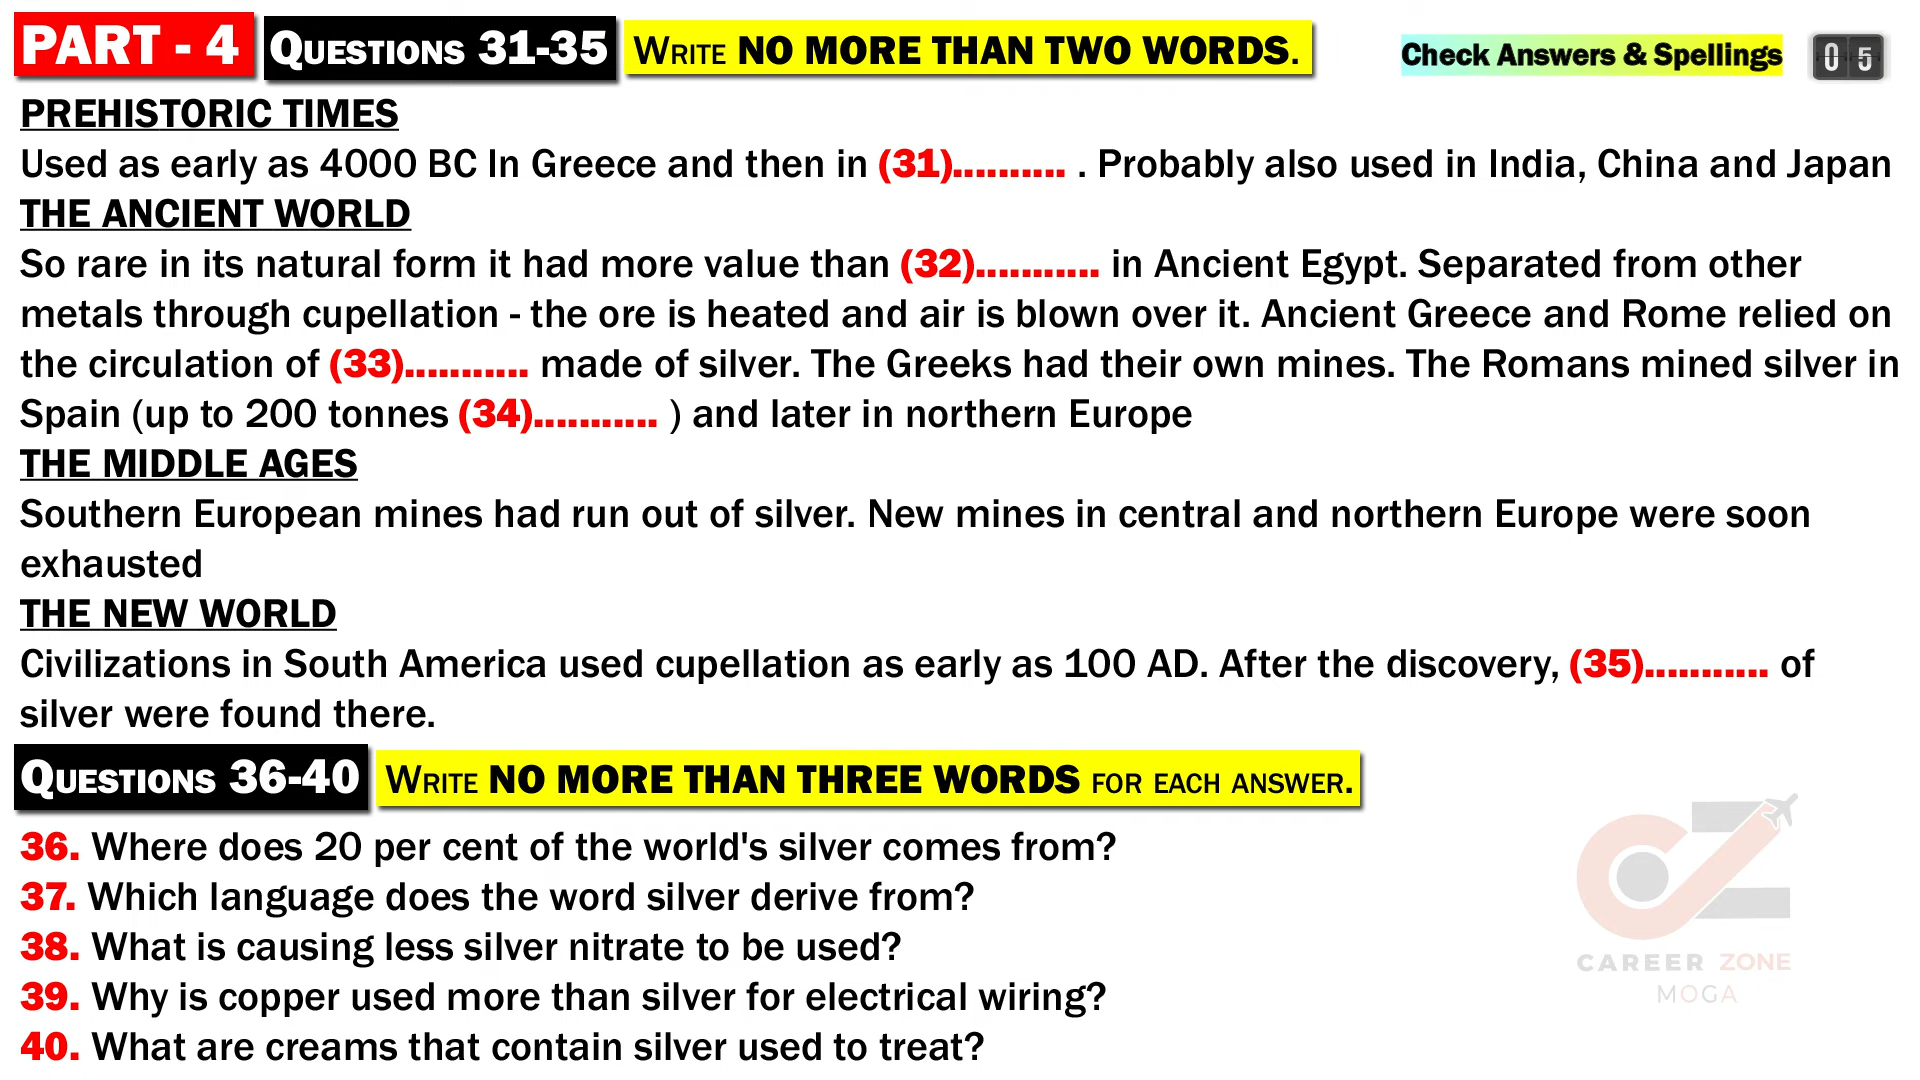 PART - 4 QUESTIONS 31-35 WRITE NO MORE THAN TWO WORDS. Check Answers & Spellings 05
PREHISTORIC TIMES
Used as early as 4000 BC In Greece and then in (31).......... . Probably also used in India, China and Japan
THE ANCIENT WORLD
So rare in its natural form it had more value than (32)........... in Ancient Egypt. Separated from other
metals through cupellation - the ore is heated and air is blown over it. Ancient Greece and Rome relied on
the circulation of (33)........... made of silver. The Greeks had their own mines. The Romans mined silver in
Spain (up to 200 tonnes (34)........... ) and later in northern Europe
THE MIDDLE AGES
Southern European mines had run out of silver. New mines in central and northern Europe were soon
exhausted
THE NEW WORLD
Civilizations in South America used cupellation as early as 100 AD. After the discovery, (35)........... of
silver were found there.
QUESTIONS 36-40 WRITE NO MORE THAN THREE WORDS FOR EACH ANSWER.
36. Where does 20 per cent of the world's silver comes from?
37. Which language does the word silver derive from?
38. What is causing less silver nitrate to be used?
39. Why is copper used more than silver for electrical wiring?
40. What are creams that contain silver used to treat?
CAREER ZONE
MOGA